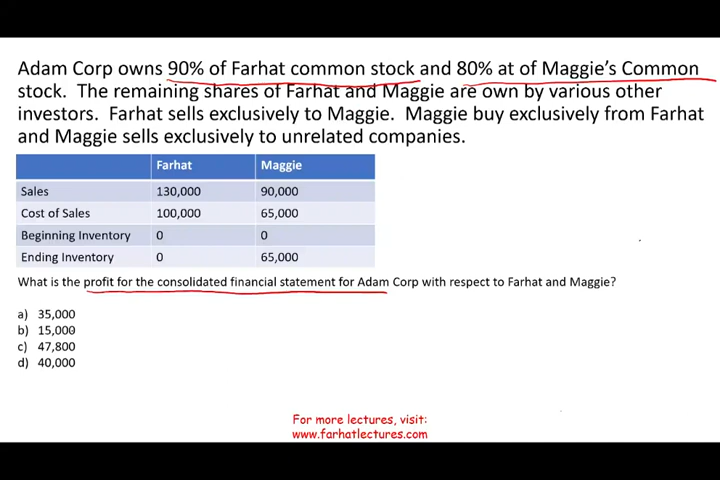 Adam Corp owns 90% of Farhat common stock and 80% at of Maggie's Common
stock. The remaining shares of Farhat and Maggie are own by various other
investors. Farhat sells exclusively to Maggie. Maggie buy exclusively from Farhat
and Maggie sells exclusively to unrelated companies.
Farhat Maggie
Sales 130,000 90,000
Cost of Sales 100,000 65,000
Beginning Inventory 0 0
Ending Inventory 0 65,000
What is the profit for the consolidated financial statement for Adam Corp with respect to Farhat and Maggie?
a) 35,000
b) 15,000
c) 47,800
d) 40,000
For more lectures, visit:
www.farhatlectures.com